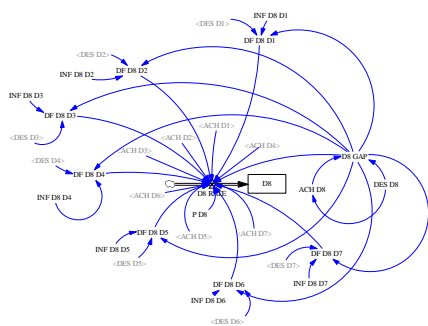 INF D8 D1
<DES D1>
DF D8 D1
<DES D2>
DF D8 D2
INF D8 D2
INF D8 D3
DF D8 D3
<ACH D1>
<DES D3>
<ACH D2>
<ACH D3>
<ACH D4>
<DES D4>
D8 GAP
DF D8 D4
D8
ACH D8
DES D8
<ACH D6>
D8 RATE
INF D8 D4
P D8
DF D8 D5
<ACH D5>
<ACH D7>
INF D8 D5
DF D8 D7
<DES D5>
<DES D7>
DF D8 D6
INF D8 D7
INF D8 D6
<DES D6>